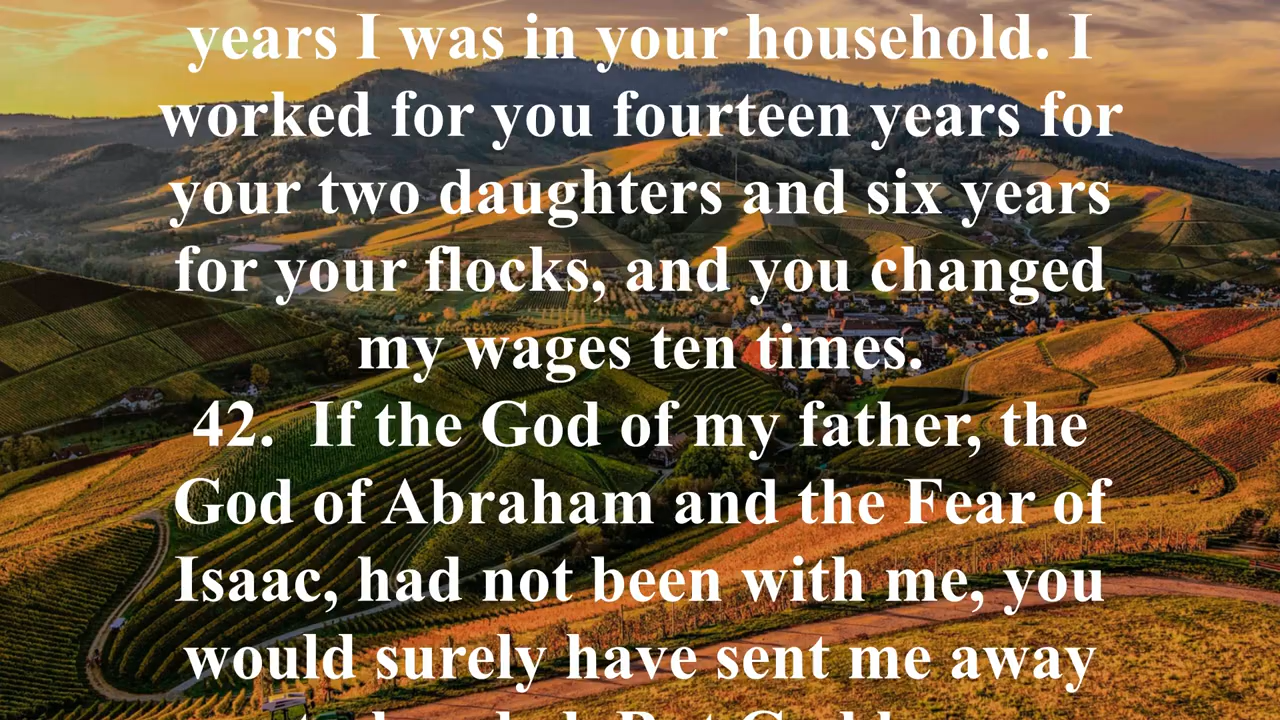 years I was in your household. I
worked for you fourteen years for
your two daughters and six years
for your flocks, and you changed
my wages ten times.
42.  If the God of my father, the
God of Abraham and the Fear of
Isaac, had not been with me, you
would surely have sent me away